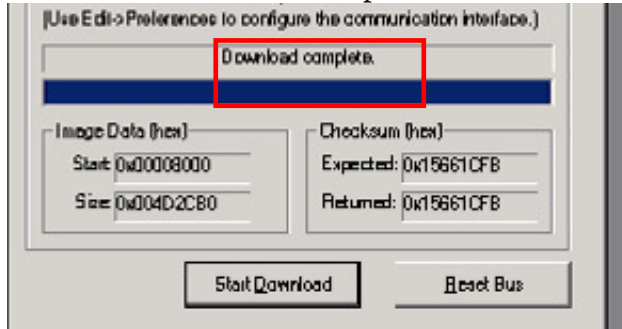 (Use Edit->Preferences to configure the communication interface.)
Download complete.
Image Data (hex)
Start: 0x00008000
Size: 0x004D2CB0
Checksum (hex)
Expected: 0x15661CFB
Returned: 0x15661CFB
Start Download
Reset Bus